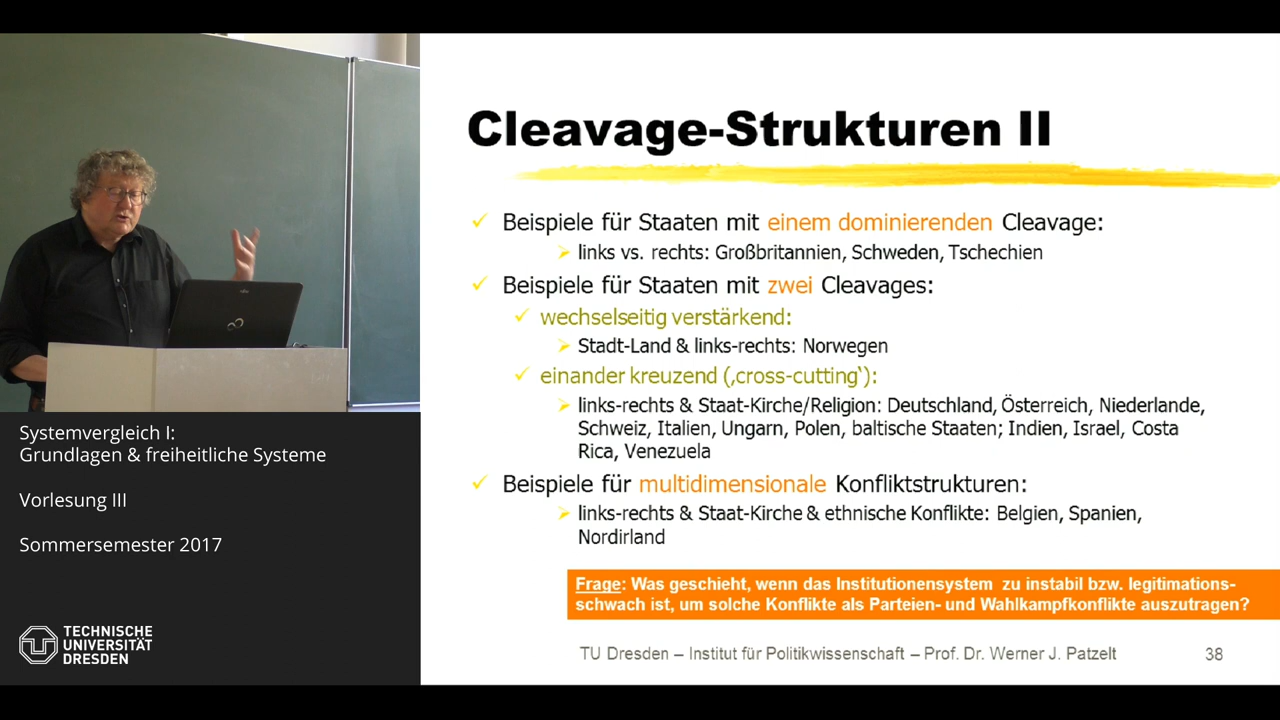 Cleavage-Strukturen II
Beispiele für Staaten mit einem dominierenden Cleavage:
links vs. rechts: Großbritannien, Schweden, Tschechien
Beispiele für Staaten mit zwei Cleavages:
wechselseitig verstärkend:
Stadt-Land & links-rechts: Norwegen
einander kreuzend (‚cross-cutting‘):
links-rechts & Staat-Kirche/Religion: Deutschland, Österreich, Niederlande,
Schweiz, Italien, Ungarn, Polen, baltische Staaten; Indien, Israel, Costa
Rica, Venezuela
Beispiele für multidimensionale Konfliktstrukturen:
links-rechts & Staat-Kirche & ethnische Konflikte: Belgien, Spanien,
Nordirland
Frage: Was geschieht, wenn das Institutionensystem zu instabil bzw. legitimations-
schwach ist, um solche Konflikte als Parteien- und Wahlkampfkonflikte auszutragen?
TU Dresden – Institut für Politikwissenschaft – Prof. Dr. Werner J. Patzelt
38
Systemvergleich I:
Grundlagen & freiheitliche Systeme
Vorlesung III
Sommersemester 2017
TECHNISCHE
UNIVERSITÄT
DRESDEN